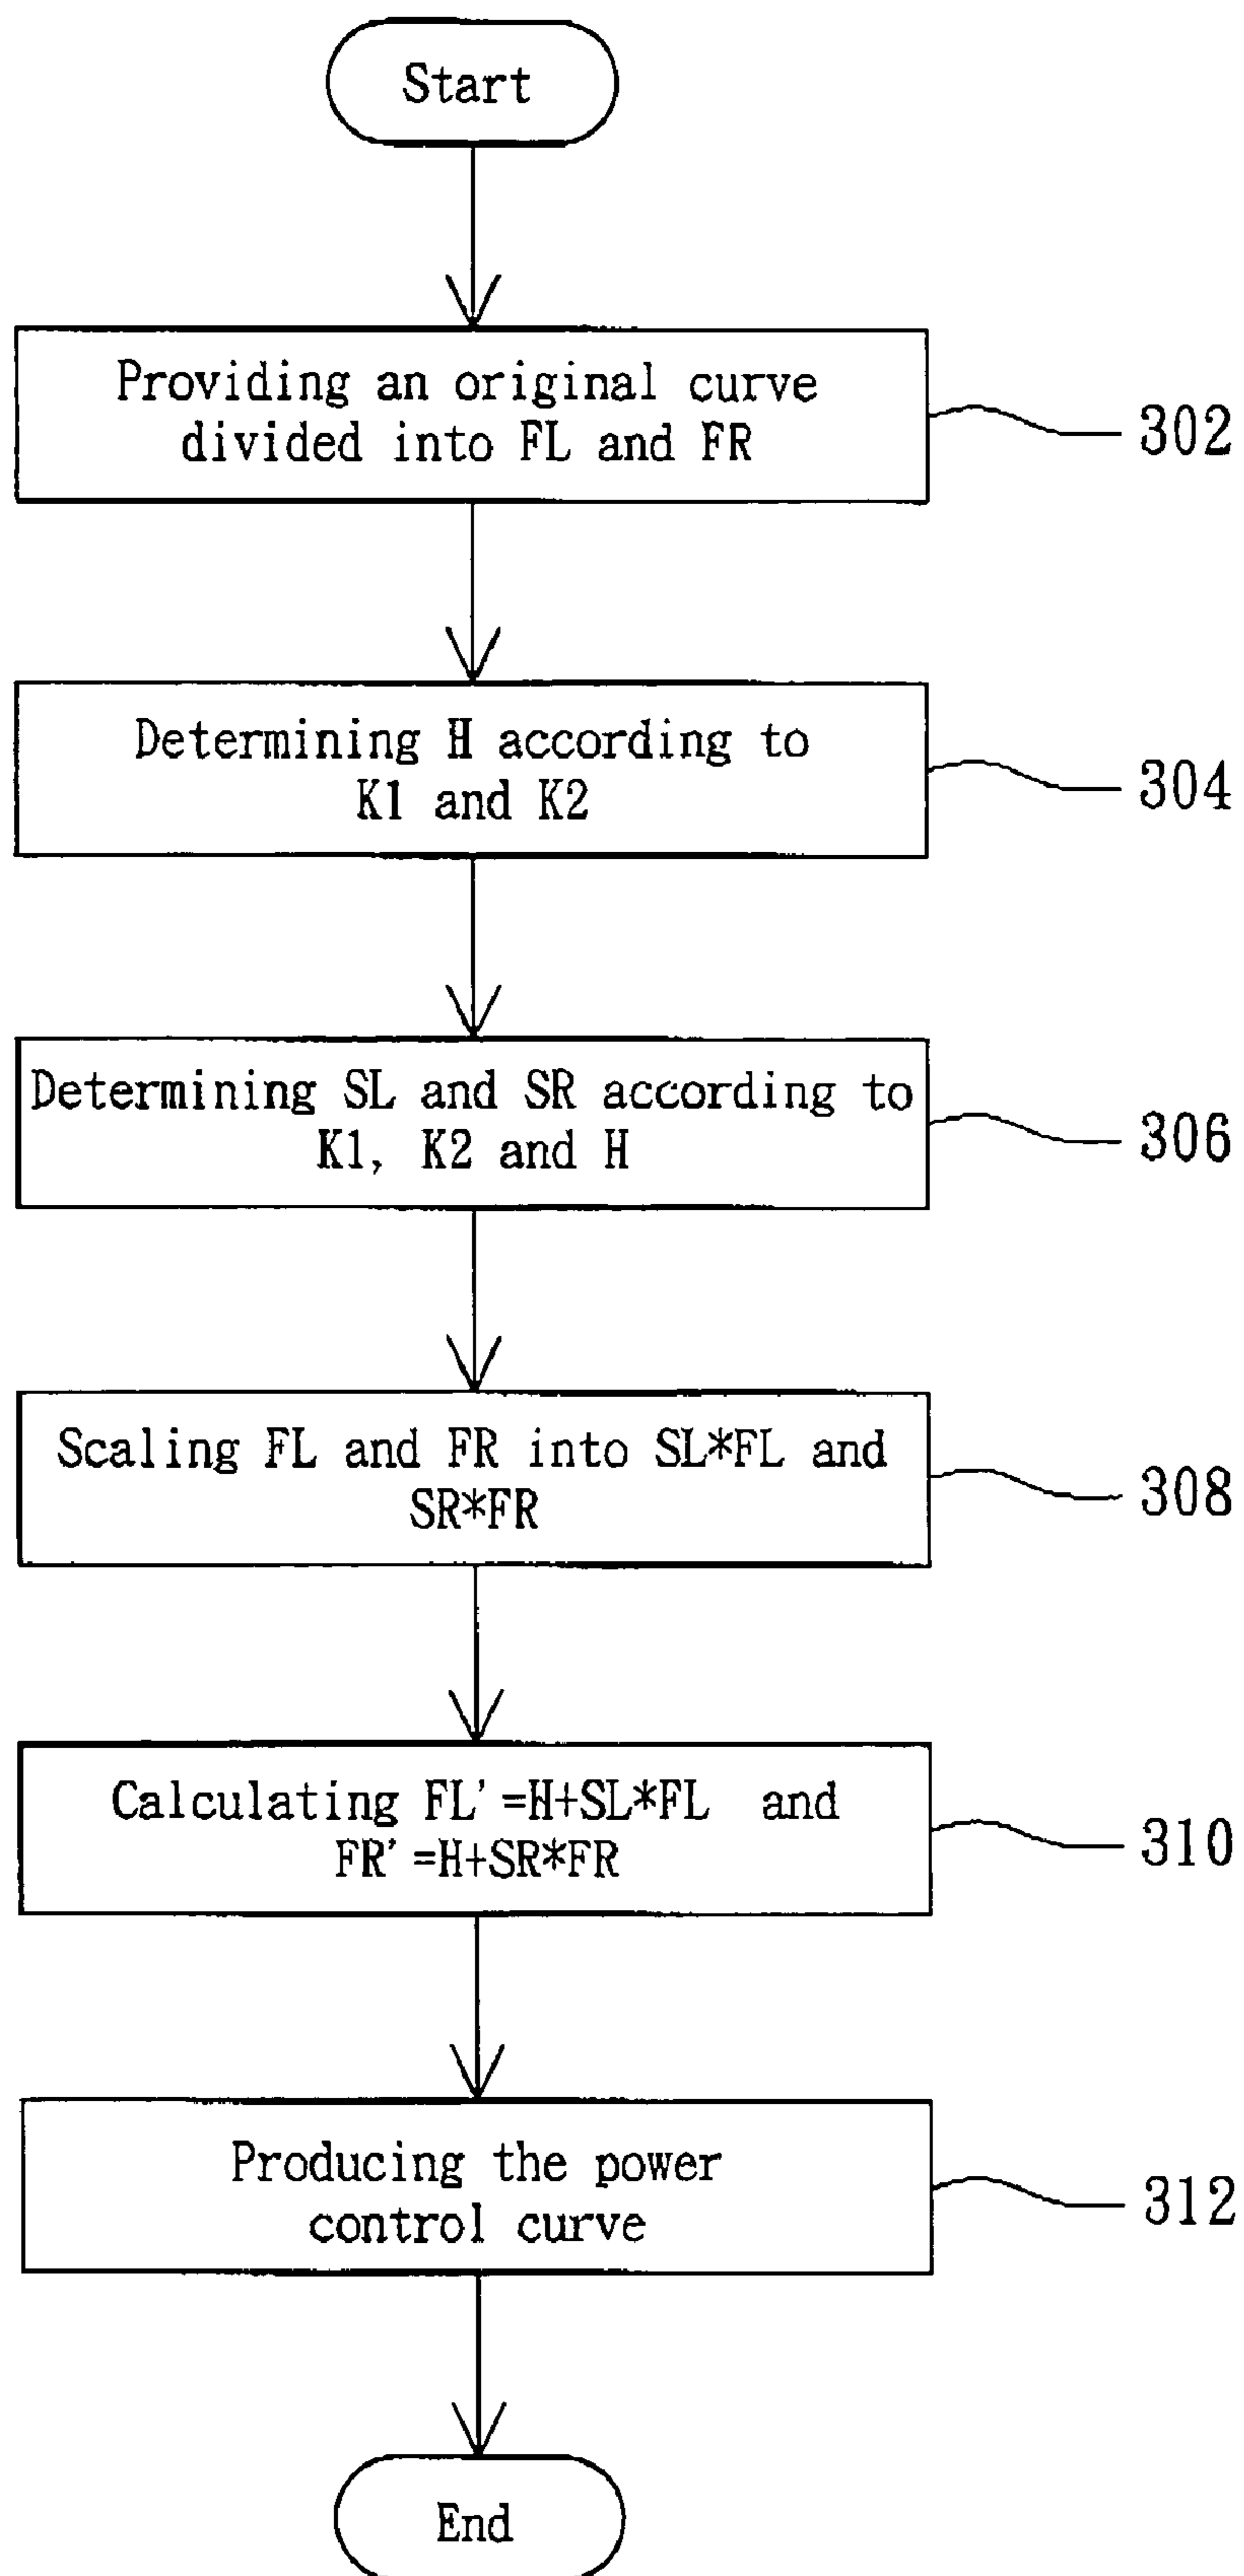 Start
Providing an original curve
divided into FL and FR
302
Determining H according to
K1 and K2
304
Determining SL and SR according to
K1, K2 and H
306
Scaling FL and FR into SL*FL and
SR*FR
308
Calculating FL'=H+SL*FL and
FR'=H+SR*FR
310
Producing the power
control curve
312
End